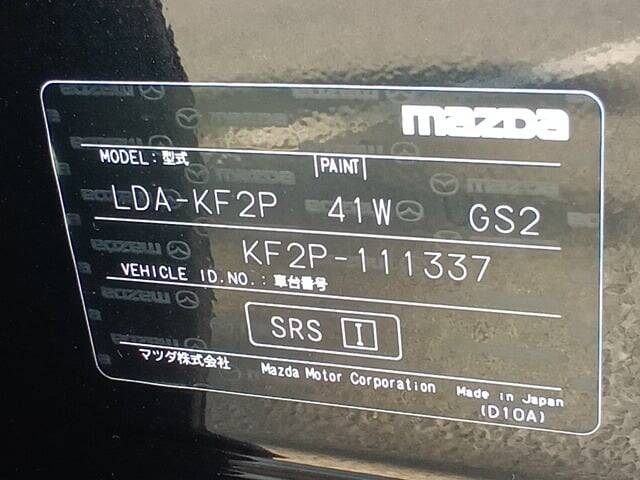 mazda
MODEL:型式 PAINT
LDA-KF2P 41W GS2
KF2P-111337
VEHICLE ID.NO.:車台番号
SRS I
マツダ株式会社 Mazda Motor Corporation Made in Japan
(D10A)